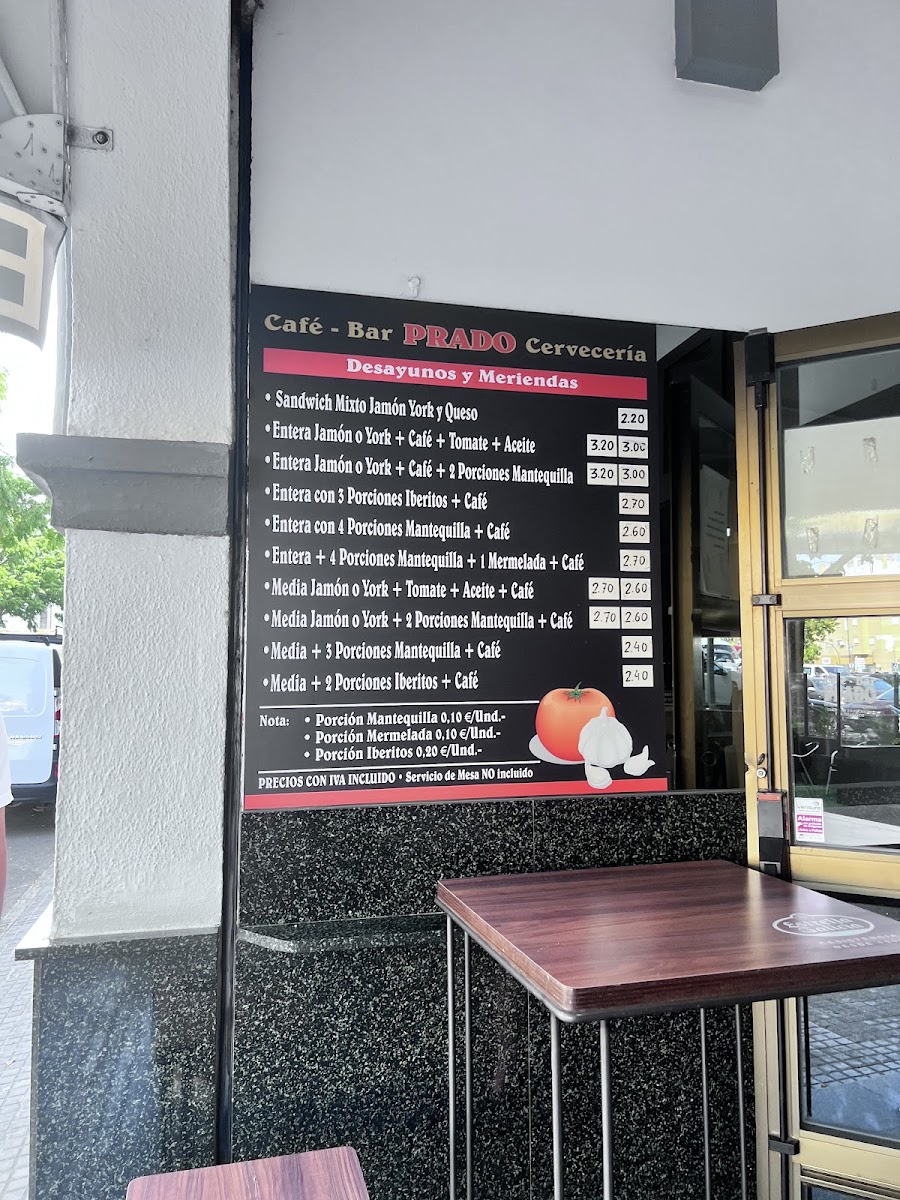 Café - Bar PRADO Cervecería
Desayunos y Meriendas
• Sandwich Mixto Jamón York y Queso 2.20
• Entera Jamón o York + Café + Tomate + Aceite 3.20 3.00
• Entera Jamón o York + Café + 2 Porciones Mantequilla 3.20 3.00
• Entera con 3 Porciones Iberitos + Café 2.70
• Entera con 4 Porciones Mantequilla + Café 2.60
• Entera + 4 Porciones Mantequilla + 1 Mermelada + Café 2.70
• Media Jamón o York + Tomate + Aceite + Café 2.70 2.60
• Media Jamón o York + 2 Porciones Mantequilla + Café 2.70 2.60
• Media + 3 Porciones Mantequilla + Café 2.40
• Media + 2 Porciones Iberitos + Café 2.40
Nota: • Porción Mantequilla 0,10 €/Und.-
• Porción Mermelada 0,10 €/Und.-
• Porción Iberitos 0,20 €/Und.-
PRECIOS CON IVA INCLUIDO • Servicio de Mesa NO incluido
Alarma